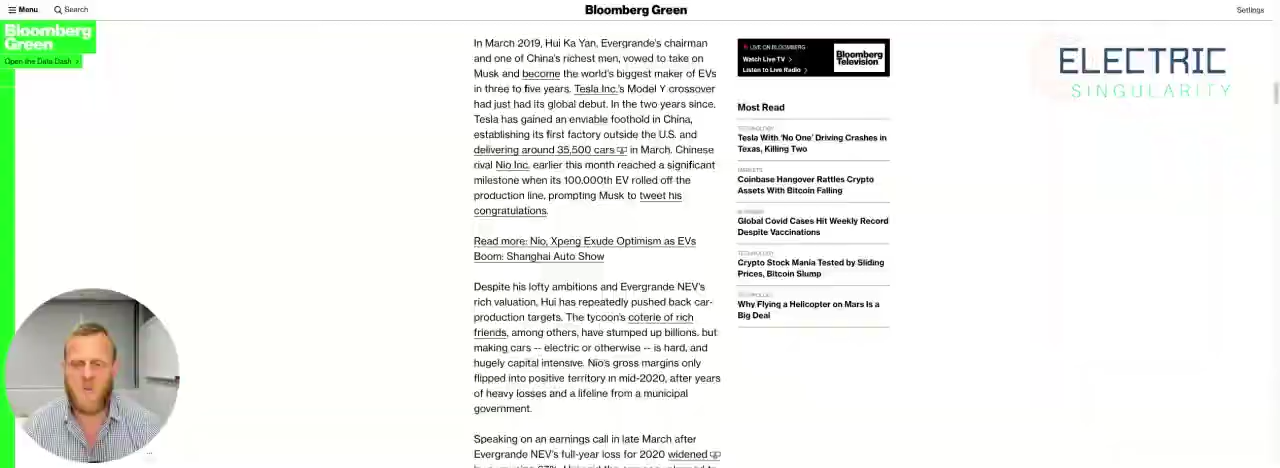 Menu
Search
Bloomberg Green
Settings
Bloomberg
Green
Open the Data Dash >
In March 2019, Hui Ka Yan, Evergrande's chairman
and one of China's richest men, vowed to take on
Musk and become the world's biggest maker of EVs
in three to five years. Tesla Inc.'s Model Y crossover
had just had its global debut. In the two years since,
Tesla has gained an enviable foothold in China,
establishing its first factory outside the U.S. and
delivering around 35,500 cars in March. Chinese
rival Nio Inc. earlier this month reached a significant
milestone when its 100,000th EV rolled off the
production line, prompting Musk to tweet his
congratulations.
Read more: Nio, Xpeng Exude Optimism as EVs
Boom: Shanghai Auto Show
Despite his lofty ambitions and Evergrande NEV's
rich valuation, Hui has repeatedly pushed back car-
production targets. The tycoon's coterie of rich
friends, among others, have stumped up billions, but
making cars -- electric or otherwise -- is hard, and
hugely capital intensive. Nio's gross margins only
flipped into positive territory in mid-2020, after years
of heavy losses and a lifeline from a municipal
government.
Speaking on an earnings call in late March after
Evergrande NEV's full-year loss for 2020 widened
LIVE ON BLOOMBERG
Watch Live TV >
Listen to Live Radio >
Bloomberg
Television
Most Read
TECHNOLOGY
Tesla With 'No One' Driving Crashes in
Texas, Killing Two
MARKETS
Coinbase Hangover Rattles Crypto
Assets With Bitcoin Falling
Global Covid Cases Hit Weekly Record
Despite Vaccinations
TECHNOLOGY
Crypto Stock Mania Tested by Sliding
Prices, Bitcoin Slump
Why Flying a Helicopter on Mars Is a
Big Deal
ELECTRIC
SINGULARITY